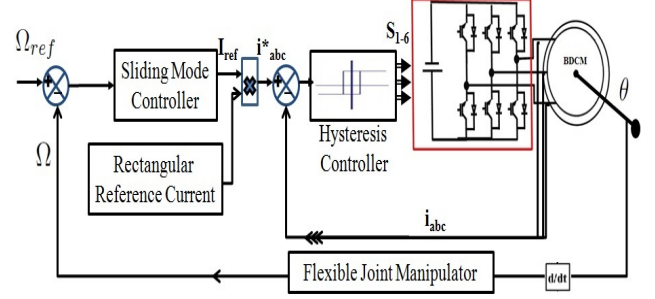 Ω_ref
Sliding Mode
Controller
I_ref
i*_abc
Hysteresis
Controller
S_1-6
BDCM
θ
Ω
Rectangular
Reference Current
i_abc
Flexible Joint Manipulator
d/dt